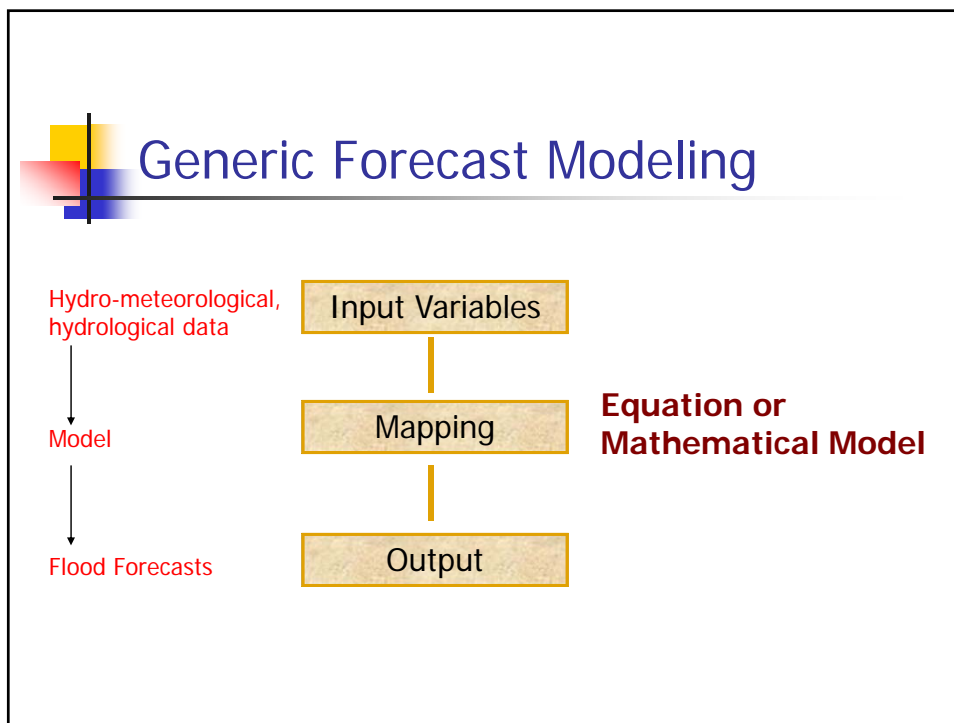 Generic Forecast Modeling
Hydro-meteorological,
hydrological data
Input Variables
Model
Mapping
Equation or
Mathematical Model
Flood Forecasts
Output